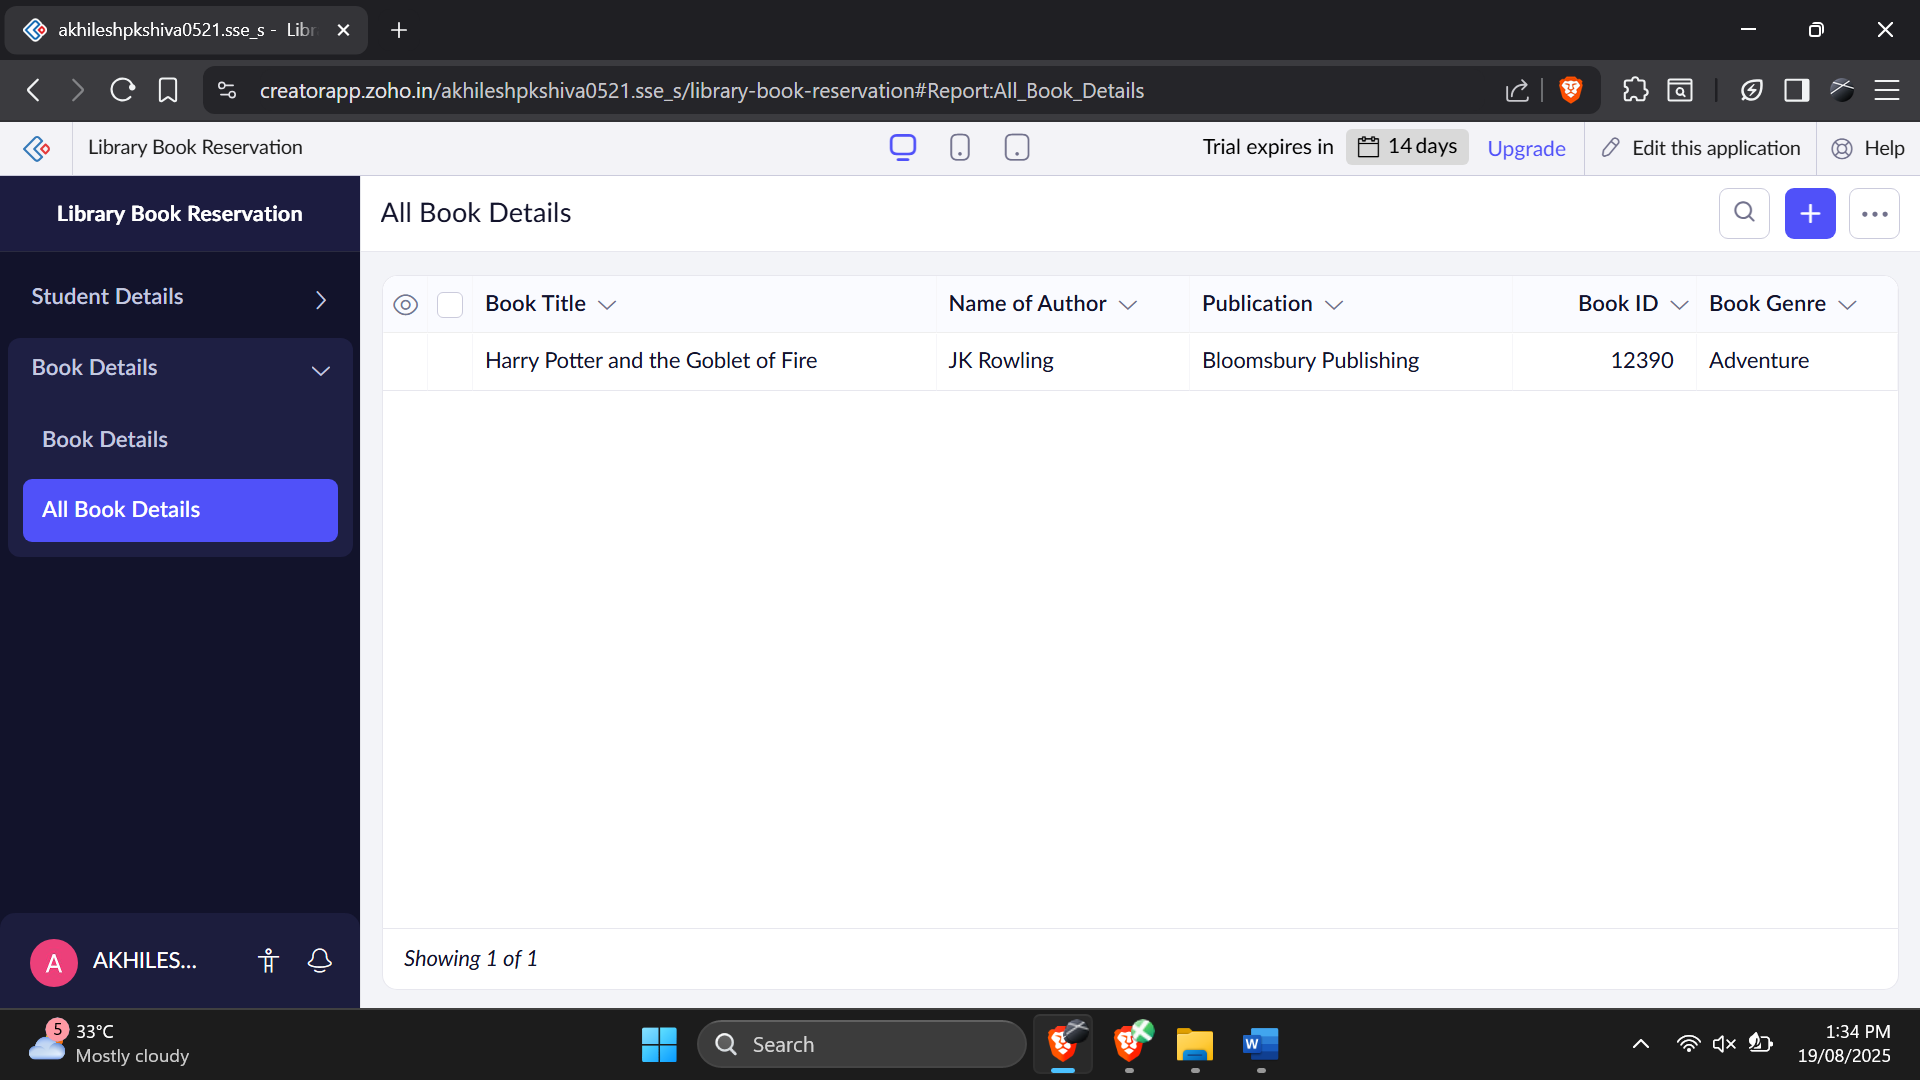 akhileshpkshiva0521.sse_s - Libr
creatorapp.zoho.in/akhileshpkshiva0521.sse_s/library-book-reservation#Report:All_Book_Details
Library Book Reservation
Trial expires in 14 days Upgrade Edit this application Help
Library Book Reservation
All Book Details
Student Details
Book Details
Book Details
All Book Details
Book Title Name of Author Publication Book ID Book Genre
Harry Potter and the Goblet of Fire JK Rowling Bloomsbury Publishing 12390 Adventure
Showing 1 of 1
A AKHILES...
5
33°C
Mostly cloudy
Search
W
1:34 PM
19/08/2025